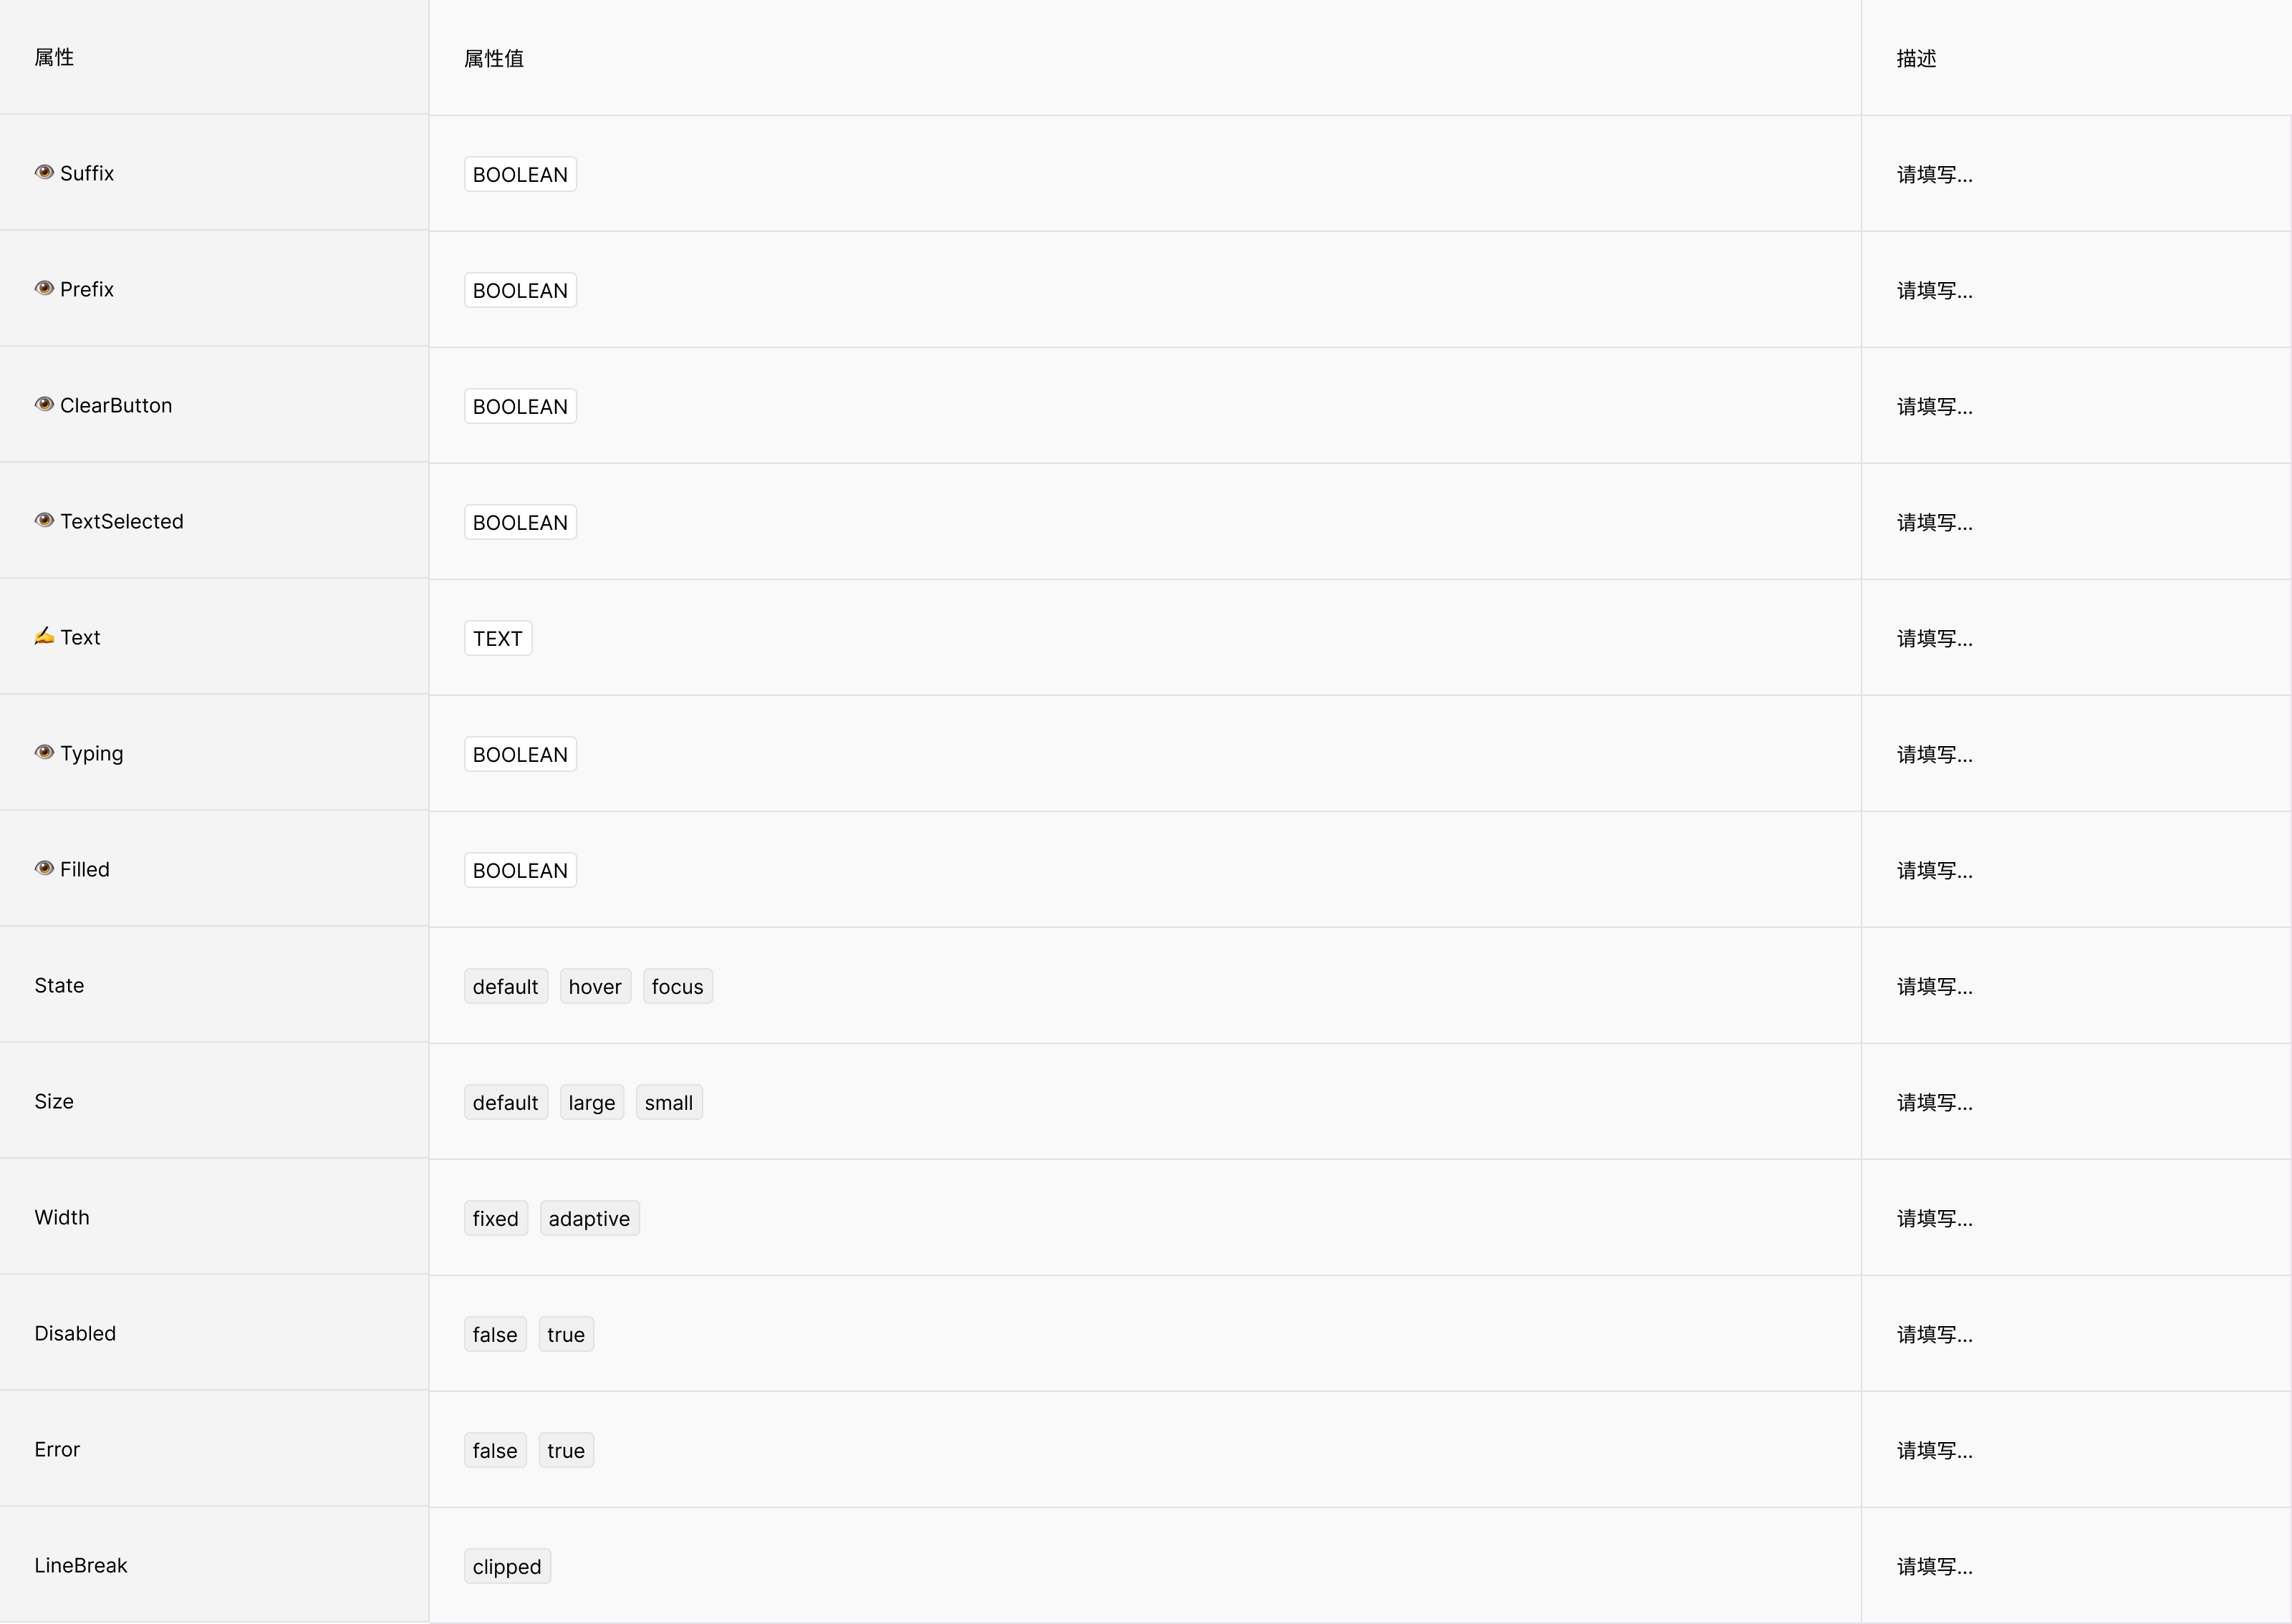 属性 属性值 描述
👁️ Suffix BOOLEAN 请填写...
👁️ Prefix BOOLEAN 请填写...
👁️ ClearButton BOOLEAN 请填写...
👁️ TextSelected BOOLEAN 请填写...
✍️ Text TEXT 请填写...
👁️ Typing BOOLEAN 请填写...
👁️ Filled BOOLEAN 请填写...
State default hover focus 请填写...
Size default large small 请填写...
Width fixed adaptive 请填写...
Disabled false true 请填写...
Error false true 请填写...
LineBreak clipped 请填写...